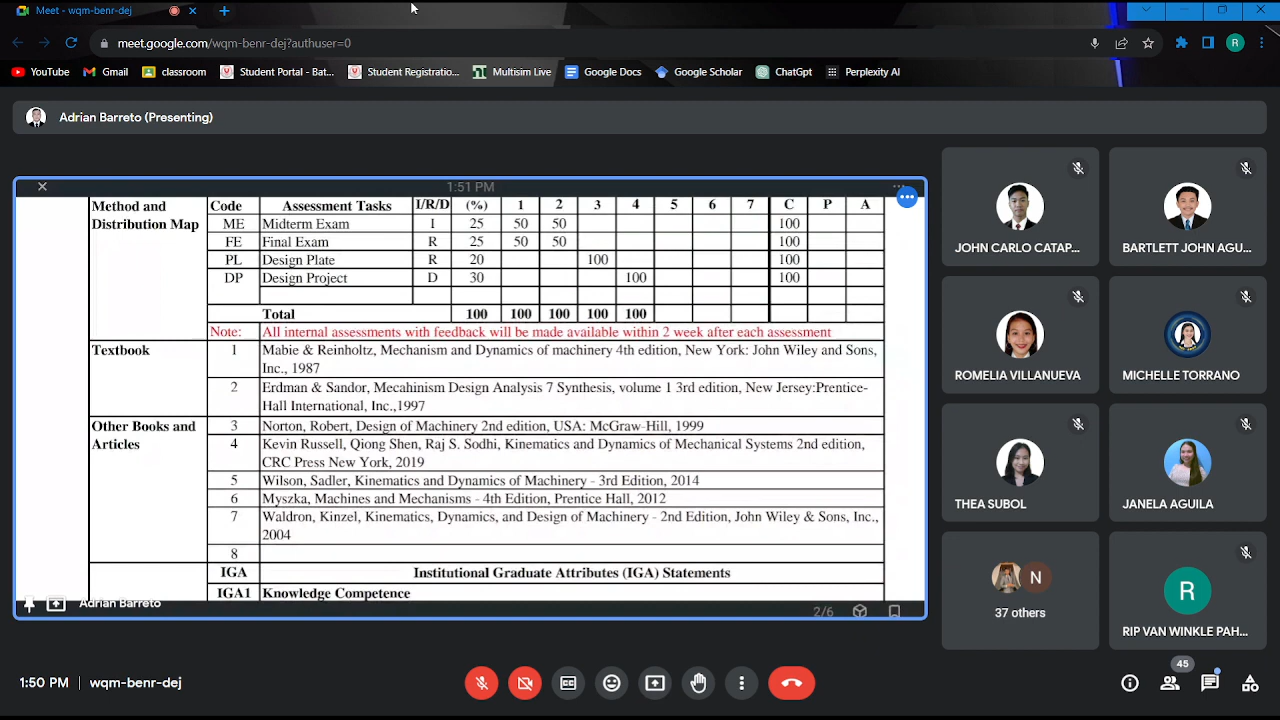 Meet - wqm-benr-dej
meet.google.com/wqm-benr-dej?authuser=0
R
YouTube Gmail classroom Student Portal - Bat... Student Registratio... Multisim Live Google Docs Google Scholar ChatGpt Perplexity AI
Adrian Barreto (Presenting)
1:51 PM
Method and Distribution Map
Code Assessment Tasks I/R/D (%) 1 2 3 4 5 6 7 C P A
ME Midterm Exam I 25 50 50 100
FE Final Exam R 25 50 50 100
PL Design Plate R 20 100 100
DP Design Project D 30 100 100
Total 100 100 100 100 100
Note: All internal assessments with feedback will be made available within 2 week after each assessment
Textbook
1 Mabie & Reinholtz, Mechanism and Dynamics of machinery 4th edition, New York: John Wiley and Sons,
Inc., 1987
2 Erdman & Sandor, Mecahinism Design Analysis 7 Synthesis, volume 1 3rd edition, New Jersey:Prentice-
Hall International, Inc.,1997
Other Books and
Articles
3 Norton, Robert, Design of Machinery 2nd edition, USA: McGraw-Hill, 1999
4 Kevin Russell, Qiong Shen, Raj S. Sodhi, Kinematics and Dynamics of Mechanical Systems 2nd edition,
CRC Press New York, 2019
5 Wilson, Sadler, Kinematics and Dynamics of Machinery - 3rd Edition, 2014
6 Myszka, Machines and Mechanisms - 4th Edition, Prentice Hall, 2012
7 Waldron, Kinzel, Kinematics, Dynamics, and Design of Machinery - 2nd Edition, John Wiley & Sons, Inc.,
2004
8
IGA Institutional Graduate Attributes (IGA) Statements
IGA1 Knowledge Competence
Adrian Barreto
2/6
JOHN CARLO CATAP...
BARTLETT JOHN AGU...
ROMELIA VILLANUEVA
MICHELLE TORRANO
THEA SUBOL
JANELA AGUILA
N
37 others
R
RIP VAN WINKLE PAH...
1:50 PM | wqm-benr-dej
45